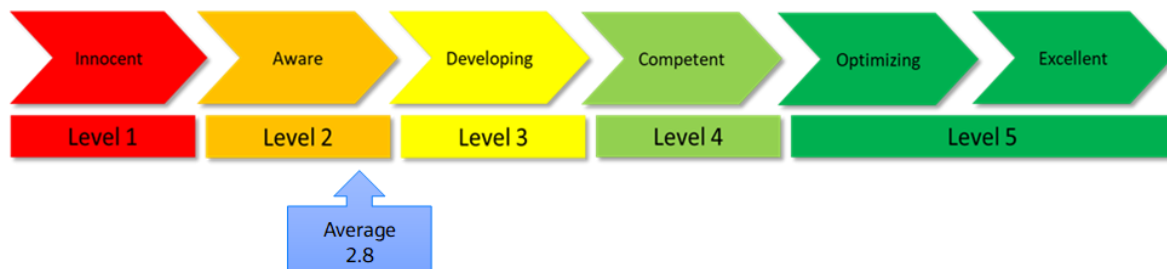 Innocent
Aware
Developing
Competent
Optimizing
Excellent
Level 1
Level 2
Level 3
Level 4
Level 5
Average
2.8